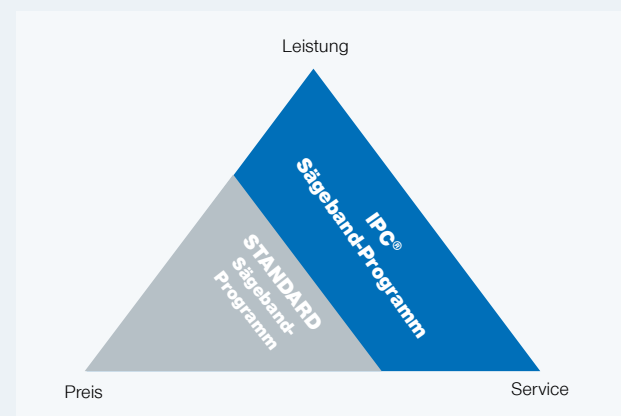 Leistung
IPC®
Sägeband-Programm
STANDARD
Sägeband-
Programm
Preis
Service